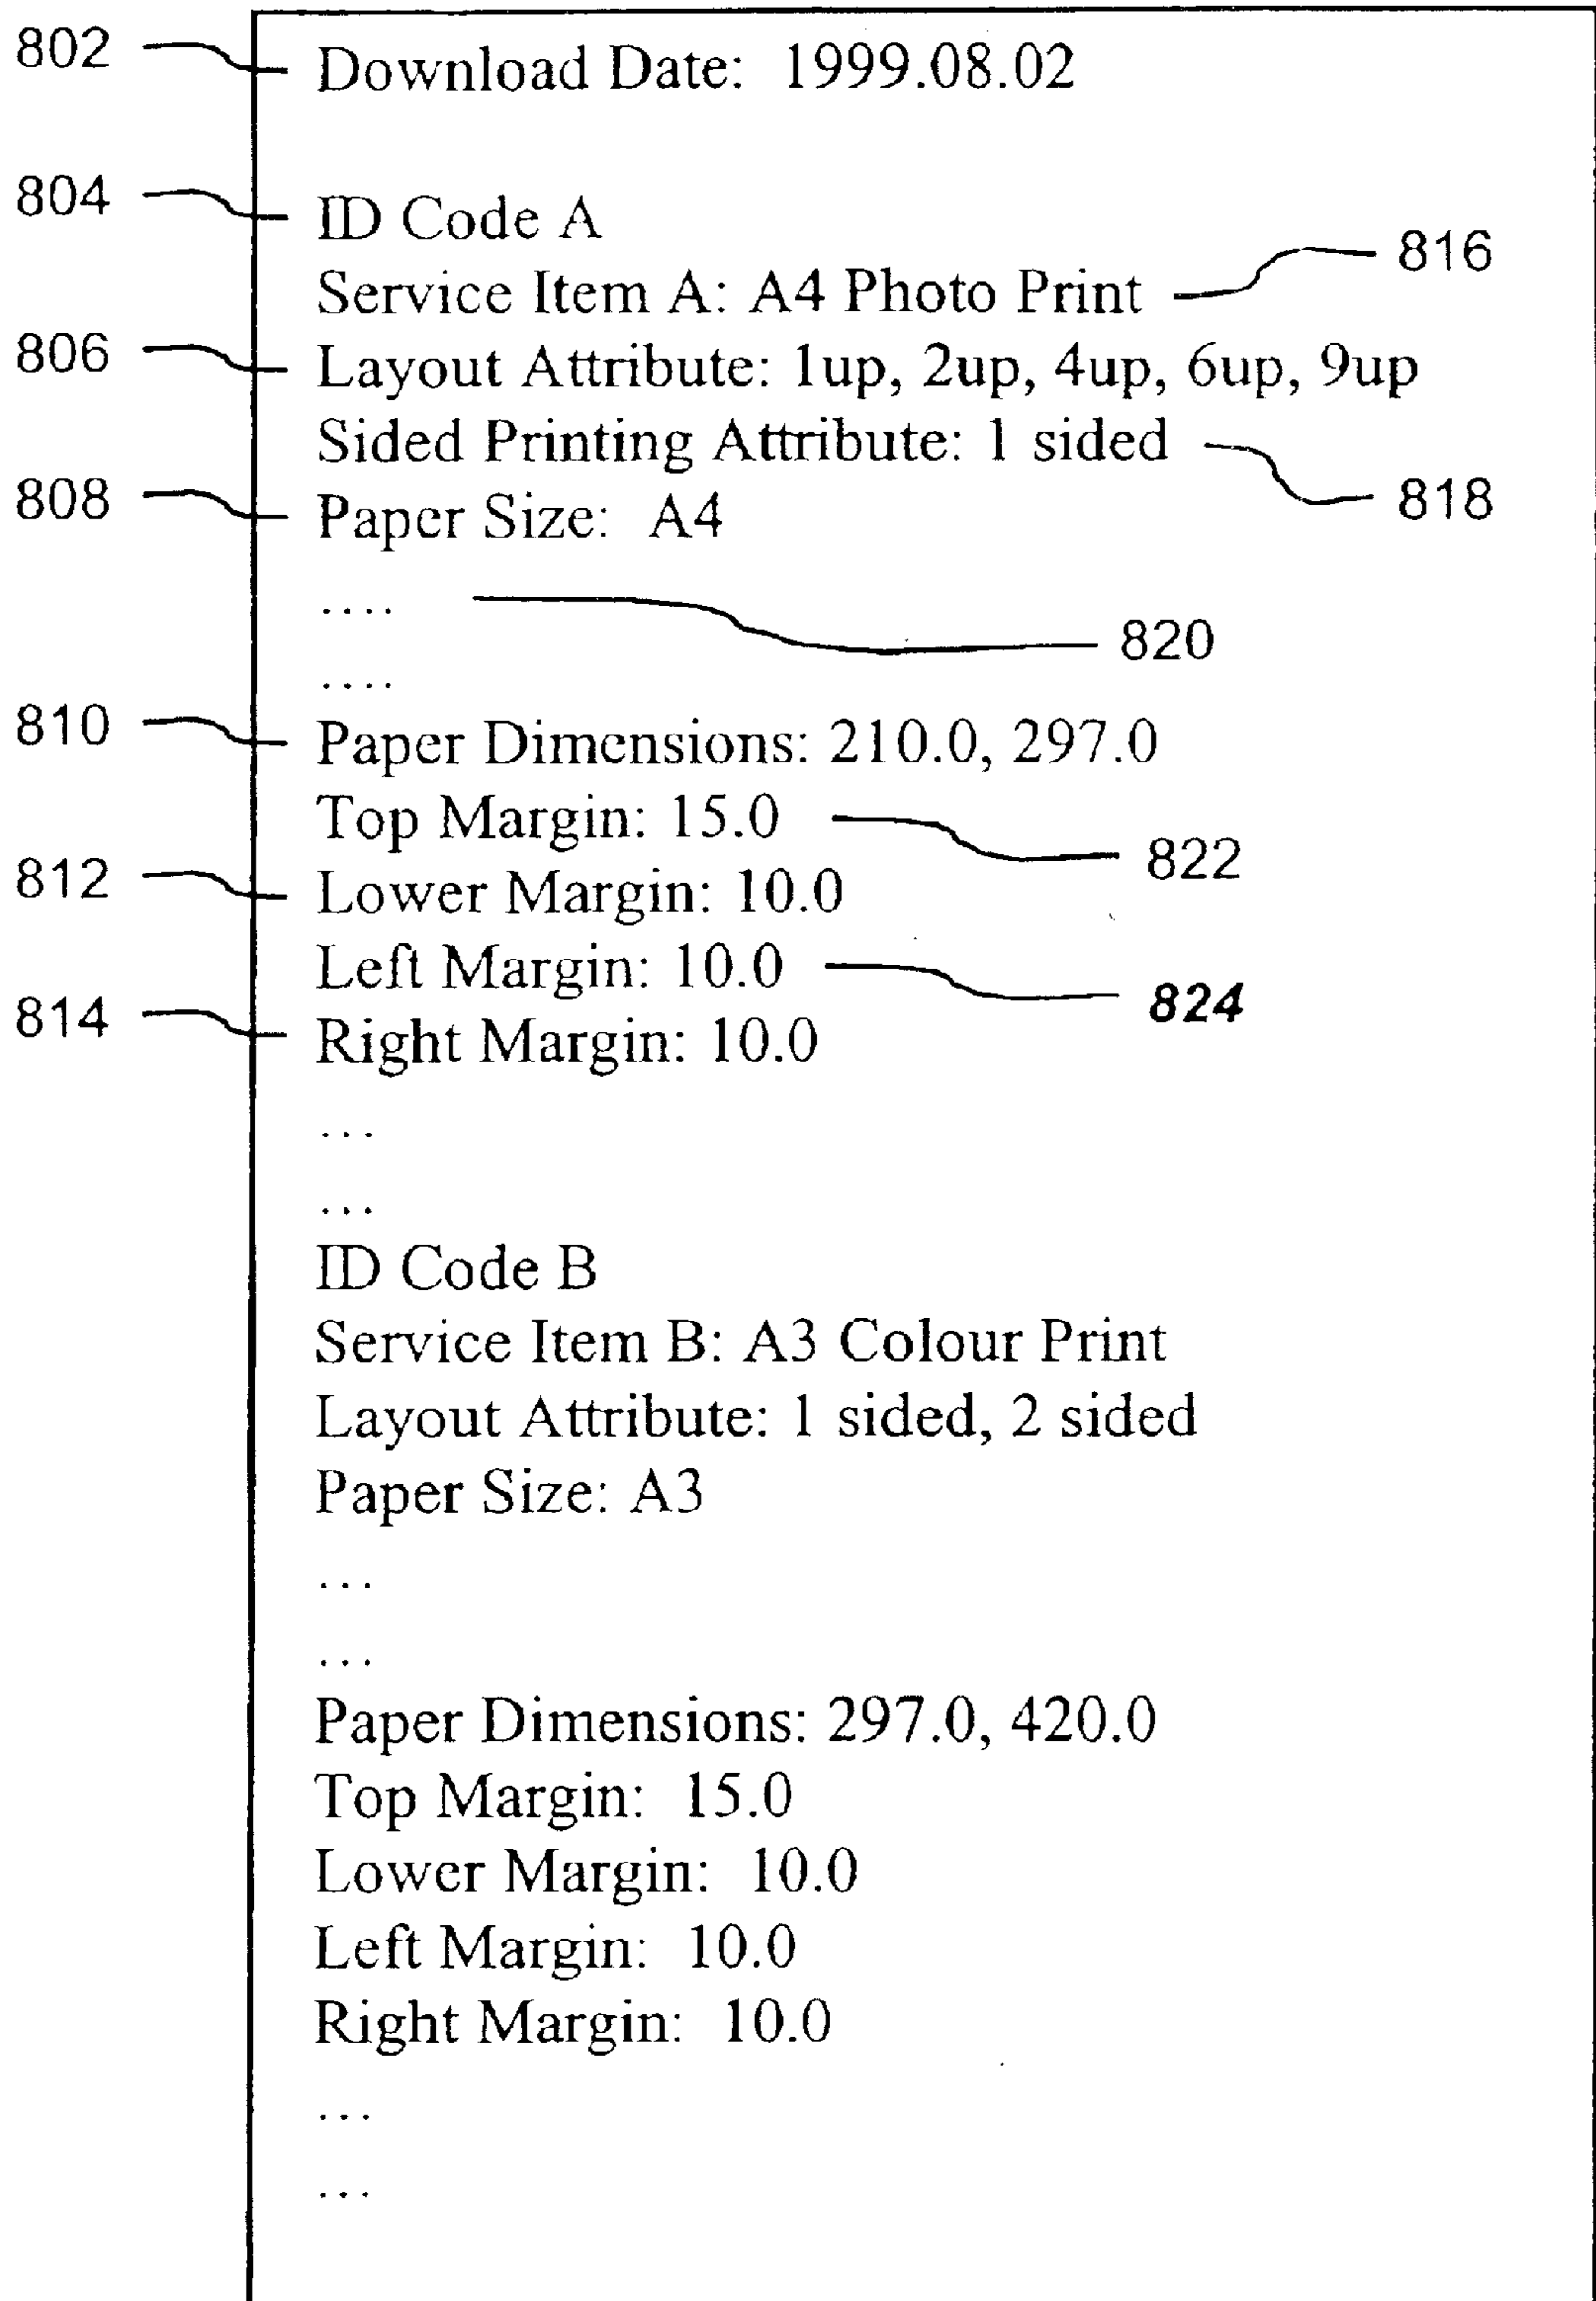 802 Download Date: 1999.08.02
804 ID Code A
Service Item A: A4 Photo Print 816
806 Layout Attribute: 1up, 2up, 4up, 6up, 9up
Sided Printing Attribute: 1 sided 818
808 Paper Size: A4
.... 820
....
810 Paper Dimensions: 210.0, 297.0
Top Margin: 15.0 822
812 Lower Margin: 10.0
Left Margin: 10.0 824
814 Right Margin: 10.0
...
...
ID Code B
Service Item B: A3 Colour Print
Layout Attribute: 1 sided, 2 sided
Paper Size: A3
...
...
Paper Dimensions: 297.0, 420.0
Top Margin: 15.0
Lower Margin: 10.0
Left Margin: 10.0
Right Margin: 10.0
...
...